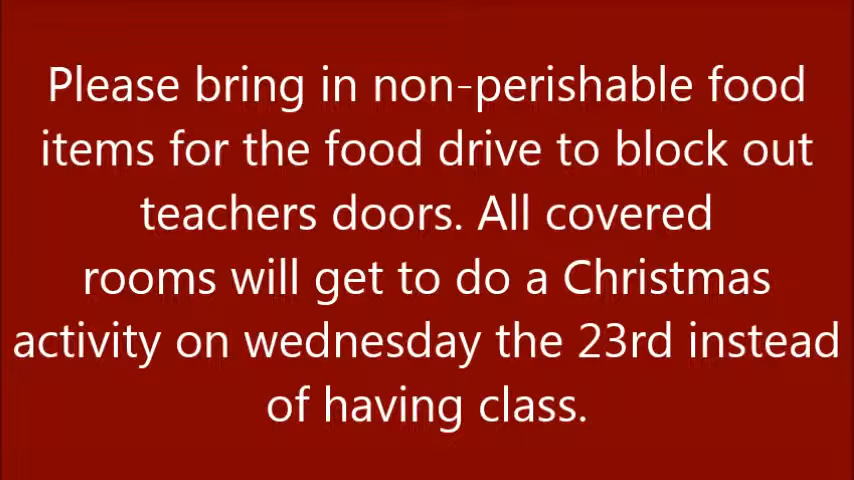 Please bring in non-perishable food
items for the food drive to block out
teachers doors. All covered
rooms will get to do a Christmas
activity on wednesday the 23rd instead
of having class.